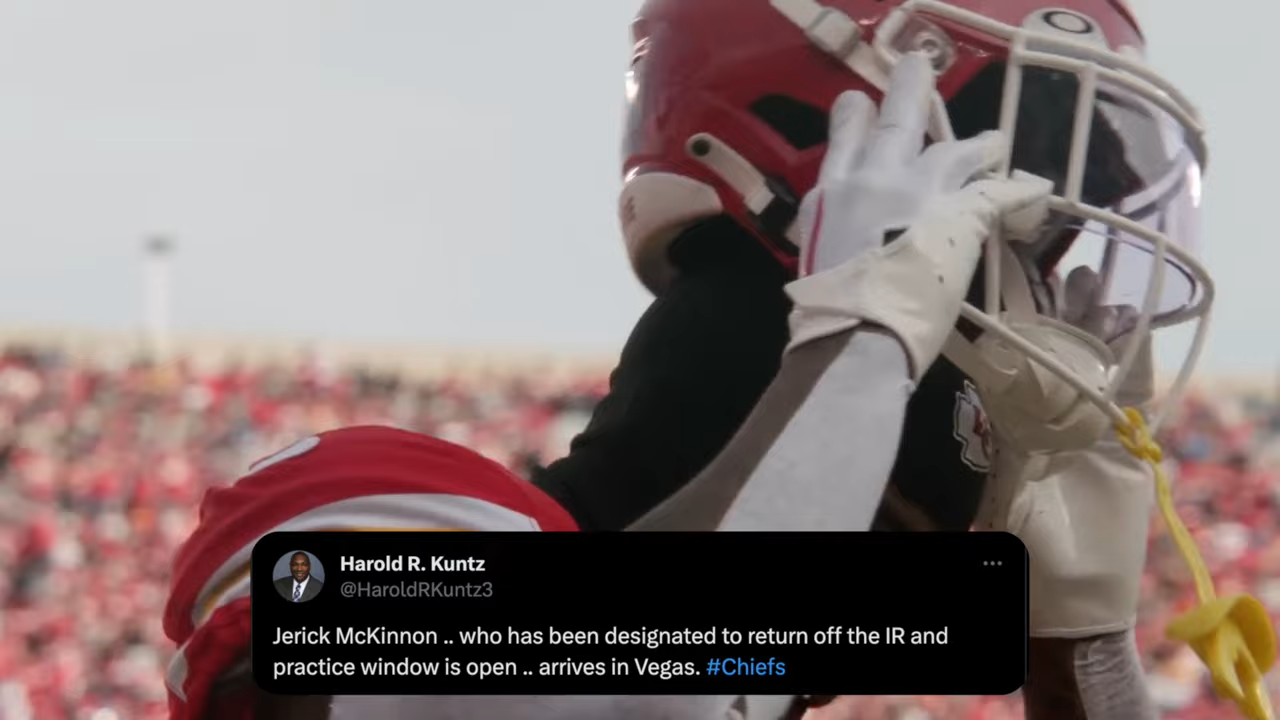 Harold R. Kuntz
@HaroldRKuntz3
Jerick McKinnon .. who has been designated to return off the IR and
practice window is open .. arrives in Vegas. #Chiefs